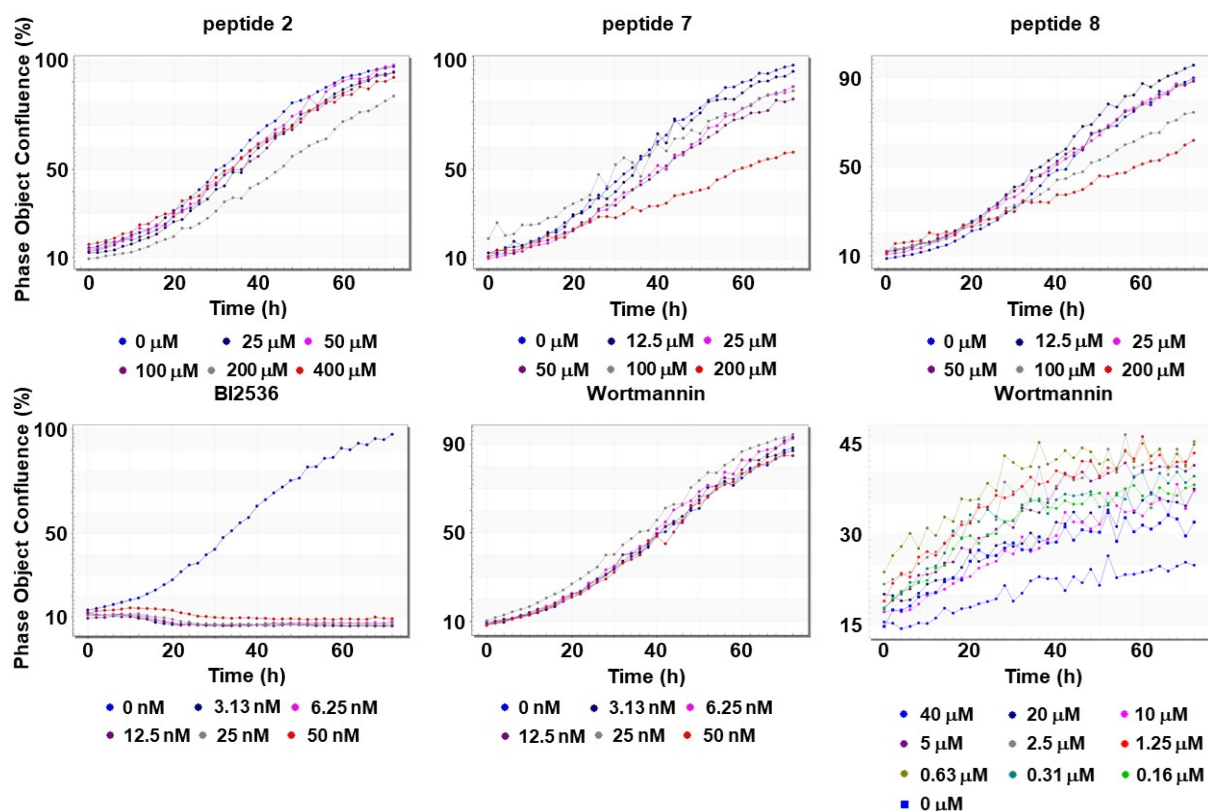 peptide 2
peptide 7
peptide 8
Phase Object Confluence (%)
100
50
10
0 20 40 60
Time (h)
50
10
0 20 40 60
Time (h)
100
90
50
10
0 20 40 60
Time (h)
0 μM 25 μM 50 μM
100 μM 200 μM 400 μM
0 μM 12.5 μM 25 μM
50 μM 100 μM 200 μM
0 μM 12.5 μM 25 μM
50 μM 100 μM 200 μM
BI2536
Wortmannin
Wortmannin
Phase Object Confluence (%)
100
50
10
0 20 40 60
Time (h)
90
50
10
0 20 40 60
Time (h)
45
30
15
0 20 40 60
Time (h)
0 nM 3.13 nM 6.25 nM
12.5 nM 25 nM 50 nM
0 nM 3.13 nM 6.25 nM
12.5 nM 25 nM 50 nM
40 μM 20 μM 10 μM
5 μM 2.5 μM 1.25 μM
0.63 μM 0.31 μM 0.16 μM
0 μM